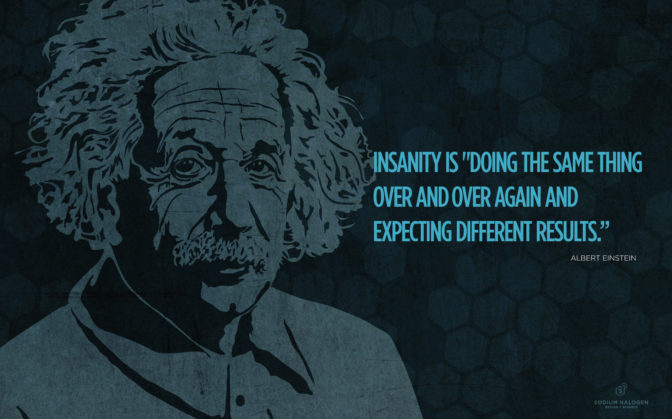 INSANITY IS "DOING THE SAME THING
OVER AND OVER AGAIN AND
EXPECTING DIFFERENT RESULTS.”
ALBERT EINSTEIN
SODIUM HALOGEN